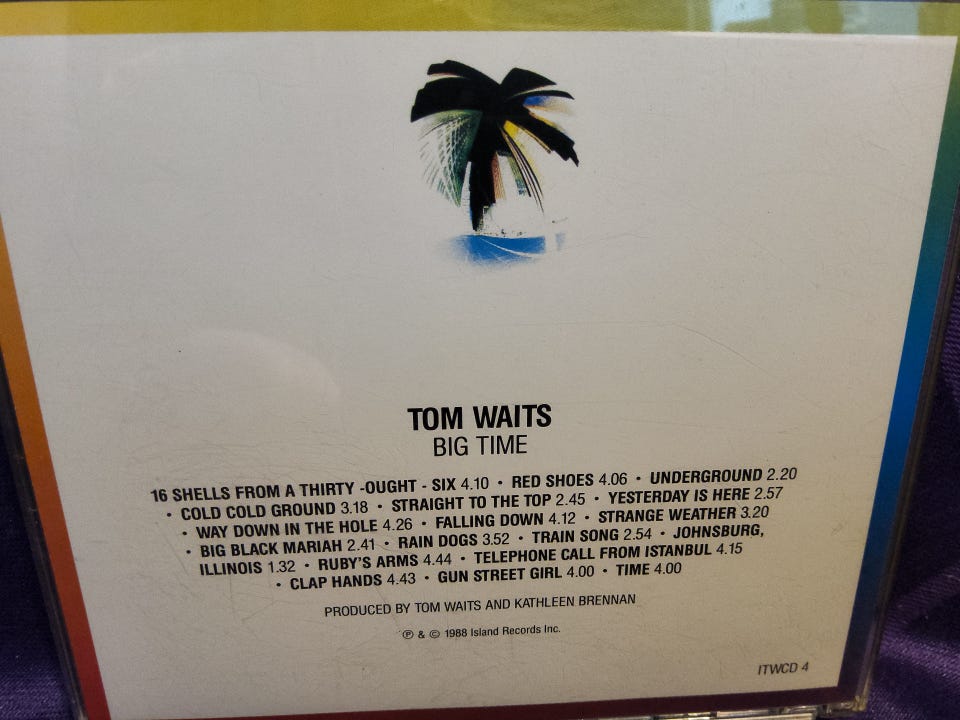 TOM WAITS
BIG TIME
16 SHELLS FROM A THIRTY -OUGHT - SIX 4.10 • RED SHOES 4.06 • UNDERGROUND 2.20
• COLD COLD GROUND 3.18 • STRAIGHT TO THE TOP 2.45 • YESTERDAY IS HERE 2.57
• WAY DOWN IN THE HOLE 4.26 • FALLING DOWN 4.12 • STRANGE WEATHER 3.20
• BIG BLACK MARIAH 2.41 • RAIN DOGS 3.52 • TRAIN SONG 2.54 • JOHNSBURG,
ILLINOIS 1.32 • RUBY'S ARMS 4.44 • TELEPHONE CALL FROM ISTANBUL 4.15
• CLAP HANDS 4.43 • GUN STREET GIRL 4.00 • TIME 4.00
PRODUCED BY TOM WAITS AND KATHLEEN BRENNAN
℗ & © 1988 Island Records Inc.
ITWCD 4